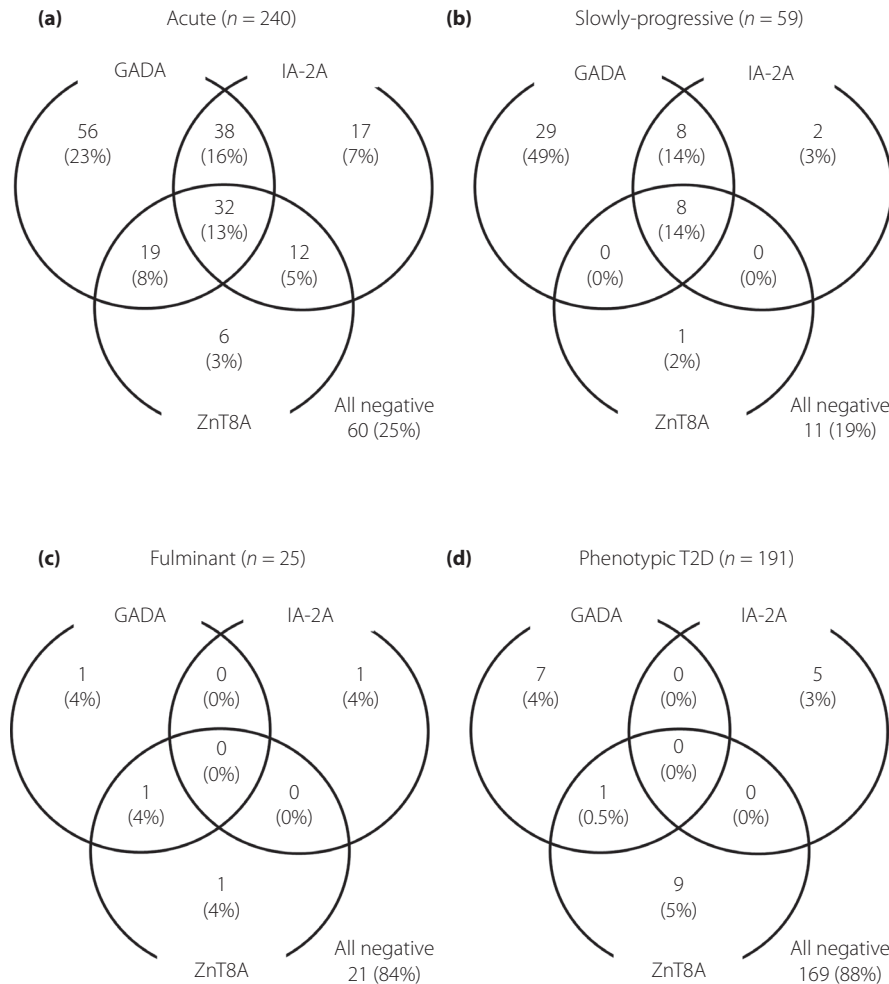 (a) Acute (n = 240)
GADA IA-2A
56 38 17
(23%) (16%) (7%)
32
(13%)
19 12
(8%) (5%)
6
(3%)
ZnT8A
All negative
60 (25%)
(b) Slowly-progressive (n = 59)
GADA IA-2A
29 8 2
(49%) (14%) (3%)
8
(14%)
0 0
(0%) (0%)
1
(2%)
ZnT8A
All negative
11 (19%)
(c) Fulminant (n = 25)
GADA IA-2A
1 0 1
(4%) (0%) (4%)
0
(0%)
1 0
(4%) (0%)
1
(4%)
ZnT8A
All negative
21 (84%)
(d) Phenotypic T2D (n = 191)
GADA IA-2A
7 0 5
(4%) (0%) (3%)
0
(0%)
1 0
(0.5%) (0%)
9
(5%)
ZnT8A
All negative
169 (88%)